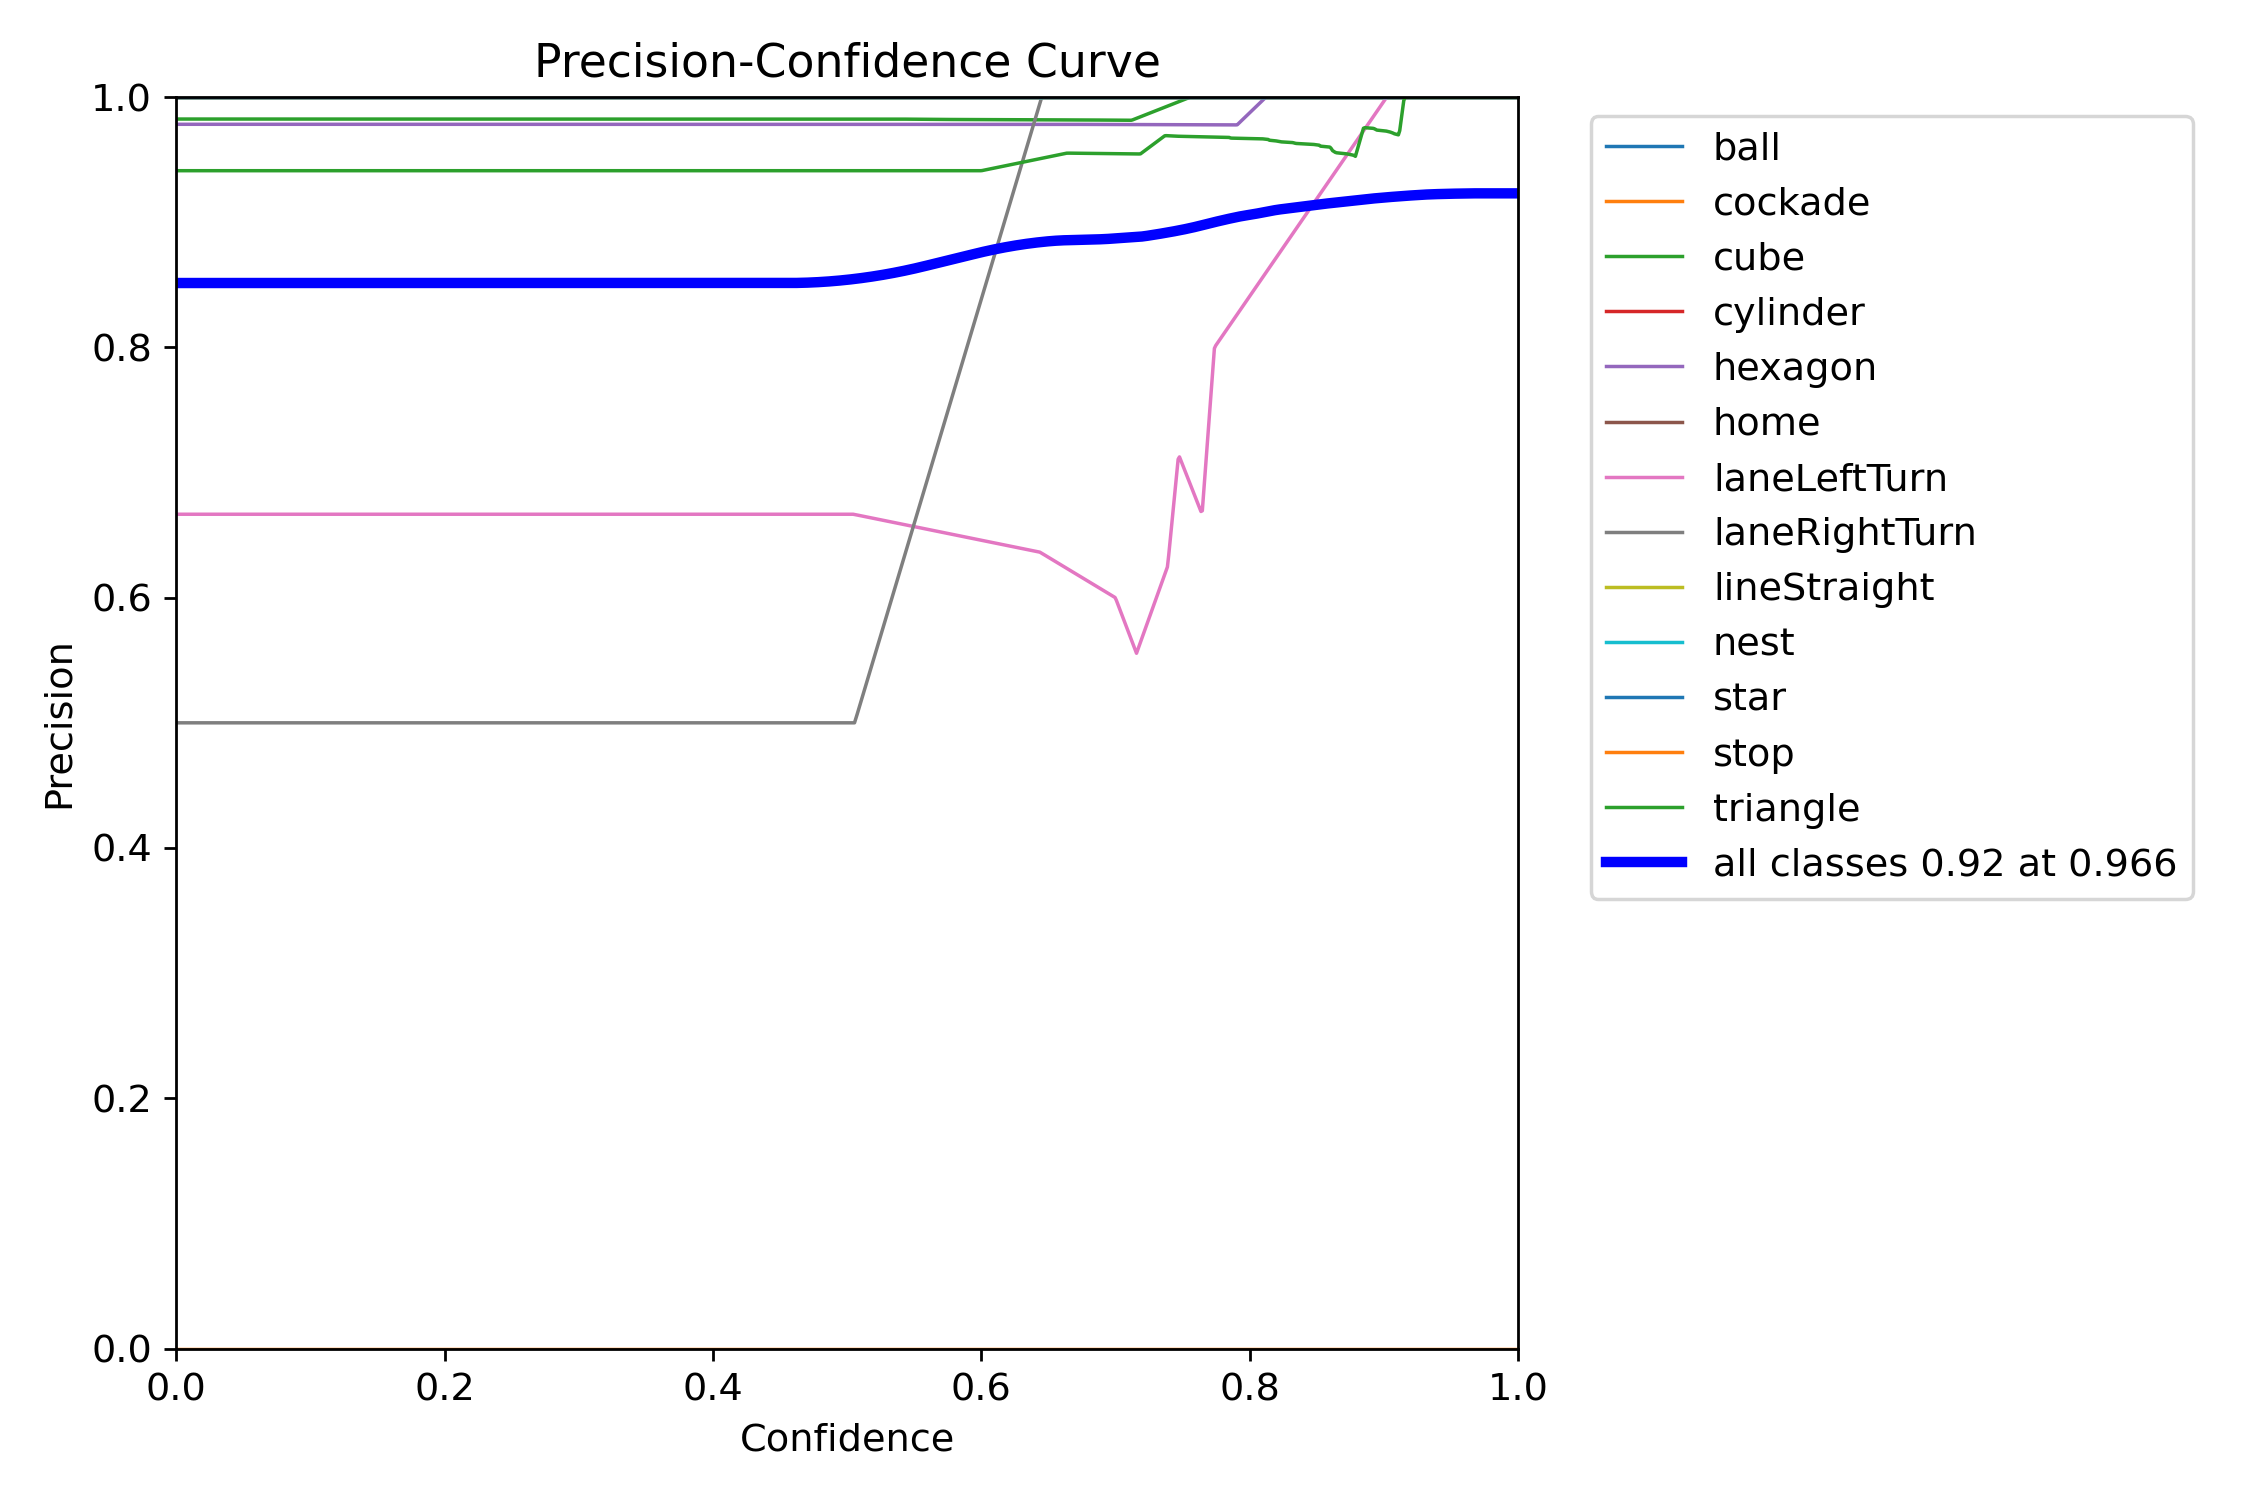 Precision-Confidence Curve
1.0
0.8
0.6
0.4
0.2
0.0
Precision
0.0 0.2 0.4 0.6 0.8 1.0
Confidence
ball
cockade
cube
cylinder
hexagon
home
laneLeftTurn
laneRightTurn
lineStraight
nest
star
stop
triangle
all classes 0.92 at 0.966